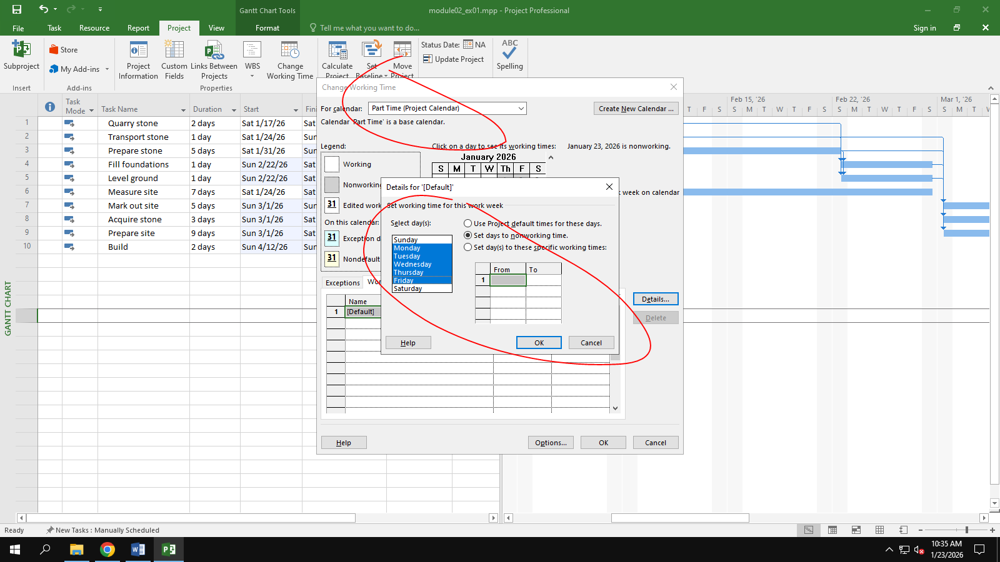 Gantt Chart Tools
module02_ex01.mpp - Project Professional
File Task Resource Report Project View Format Tell me what you want to do... Sign in
Subproject
Store
My Add-ins
Project Information
Custom Fields
Links Between Projects
WBS
Change Working Time
Calculate Project
Set Baseline
Move Project
Status Date: NA
Update Project
ABC
Spelling
Insert Add-ins Properties
Task Mode Task Name Duration Start
1 Quarry stone 2 days Sat 1/17/26 Sat
2 Transport stone 1 day Sat 1/24/26 Sat
3 Prepare stone 5 days Sat 1/31/26 Sun
4 Fill foundations 1 day Sun 2/22/26 Sat
5 Level ground 1 day Sun 2/22/26 Sat
6 Measure site 7 days Sat 1/24/26 Sat
7 Mark out site 5 days Sun 3/1/26 Sun
8 Acquire stone 3 days Sun 3/1/26 Sat
9 Prepare site 9 days Sun 3/1/26 Sat
10 Build 2 days Sun 4/12/26 Sun
GANTT CHART
Feb 15, '26 Feb 22, '26 Mar 1, '26
T F S S M T W T F S S M T W T F S S M T
Change Working Time
For calendar: Part Time (Project Calendar)
Create New Calendar ...
Calendar 'Part Time' is a base calendar.
Legend:
Working
Nonworking
31 Edited work
On this calendar:
31 Exception d
31 Nondefault
Click on a day to see its working times:
January 23, 2026 is nonworking.
January 2026
S M T W Th F S
week on calendar
Exceptions
Name
1 [Default]
Details...
Delete
Help Options... OK Cancel
Details for '[Default]'
Set working time for this work week
Select day(s):
Sunday
Monday
Tuesday
Wednesday
Thursday
Friday
Saturday
Use Project default times for these days.
Set days to nonworking time.
Set day(s) to these specific working times:
From To
1
Help OK Cancel
Ready New Tasks : Manually Scheduled
10:35 AM
1/23/2026